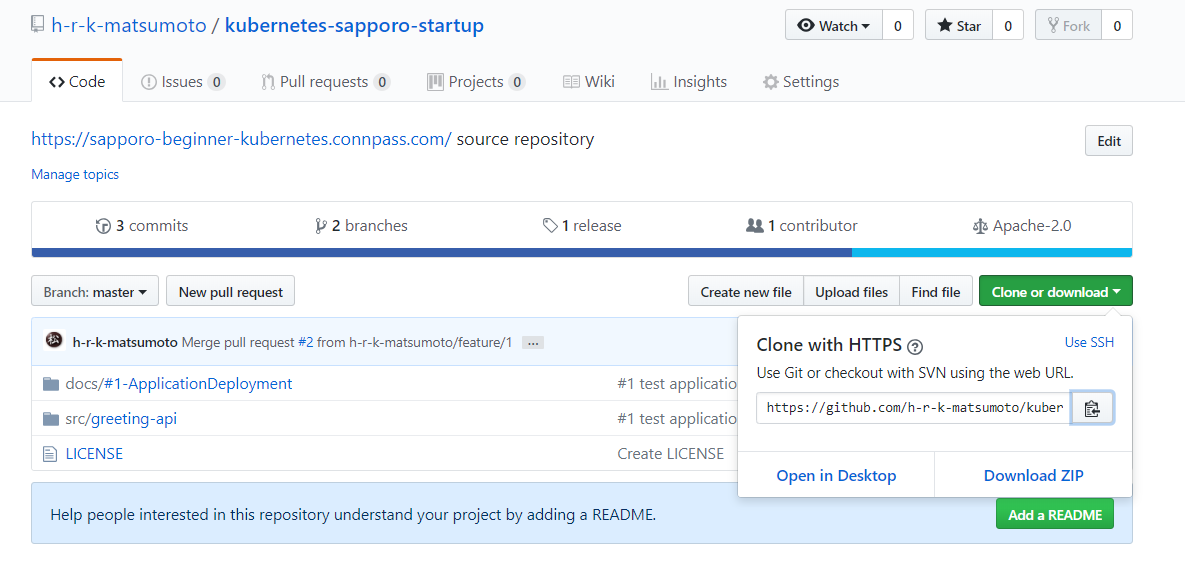 h-r-k-matsumoto / kubernetes-sapporo-startup Watch 0 Star 0 Fork 0
Code Issues 0 Pull requests 0 Projects 0 Wiki Insights Settings
https://sapporo-beginner-kubernetes.connpass.com/ source repository Edit
Manage topics
3 commits 2 branches 1 release 1 contributor Apache-2.0
Branch: master New pull request Create new file Upload files Find file Clone or download
松 h-r-k-matsumoto Merge pull request #2 from h-r-k-matsumoto/feature/1 ...
docs/#1-ApplicationDeployment #1 test applicatio
src/greeting-api #1 test applicatio
LICENSE Create LICENSE
Clone with HTTPS ? Use SSH
Use Git or checkout with SVN using the web URL.
https://github.com/h-r-k-matsumoto/kuber
Open in Desktop Download ZIP
Help people interested in this repository understand your project by adding a README. Add a README